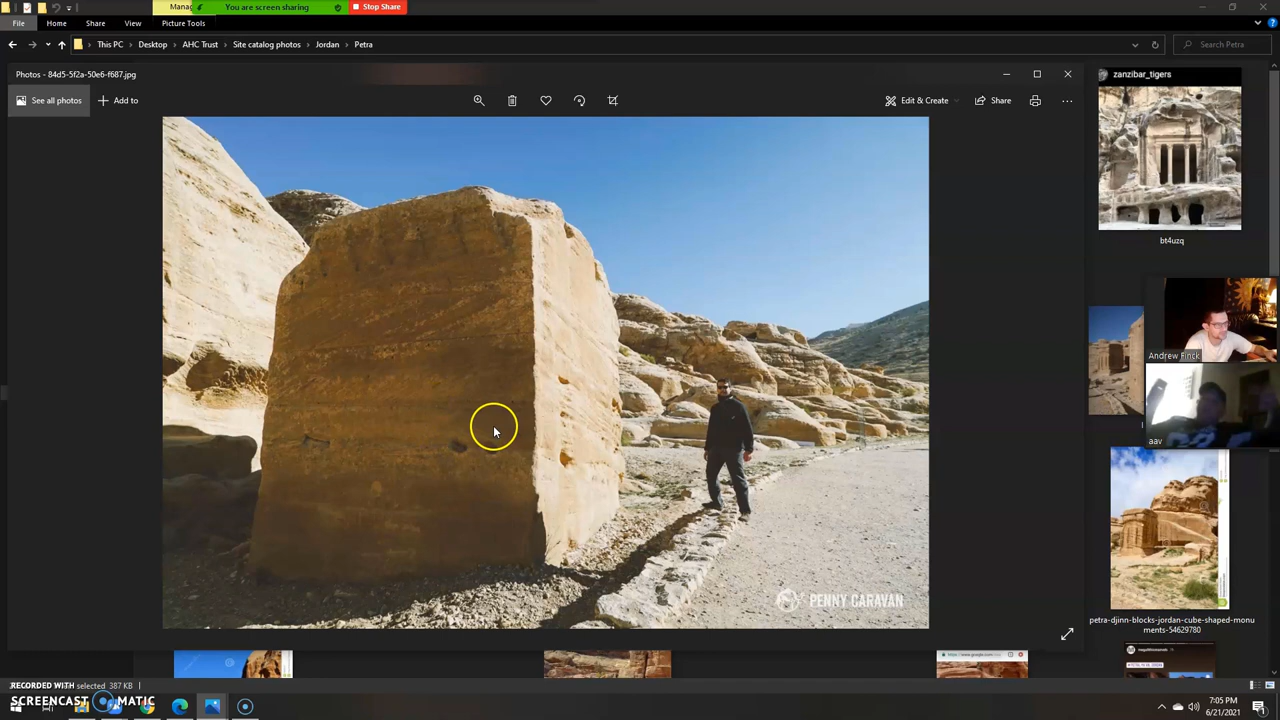 Manag
You are screen sharing
Stop Share
File
Home
Share
View
Picture Tools
This PC
Desktop
AHC Trust
Site catalog photos
Jordan
Petra
Search Petra
Photos - 84d5-5f2a-50e6-f687.jpg
See all photos
Add to
Edit & Create
Share
zanzibar_tigers
bt4uzq
Andrew Finck
aav
PENNY CARAVAN
petra-djinn-blocks-jordan-cube-shaped-monu
ments-54629780
RECORDED WITH
selected
387 KB
SCREENCAST
MATIC
7:05 PM
6/21/2021